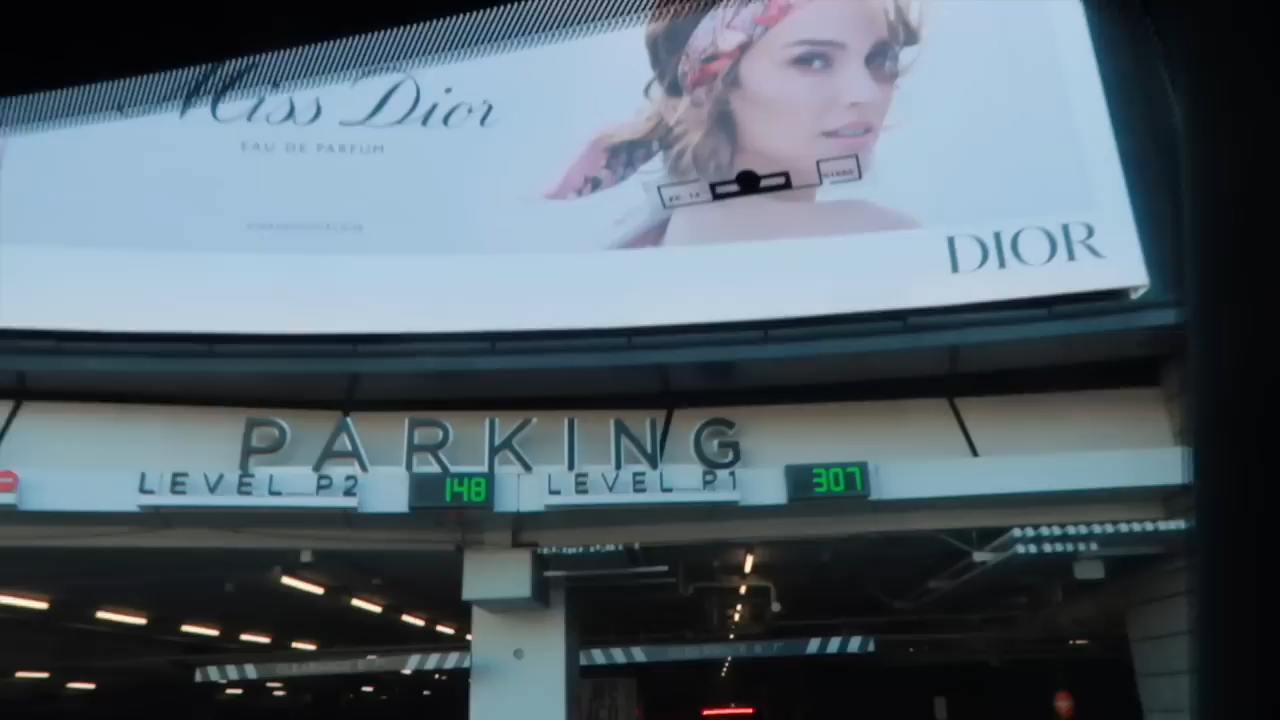 Miss Dior
EAU DE PARFUM
DIOR
PARKING
LEVEL P2 148 LEVEL P1 307